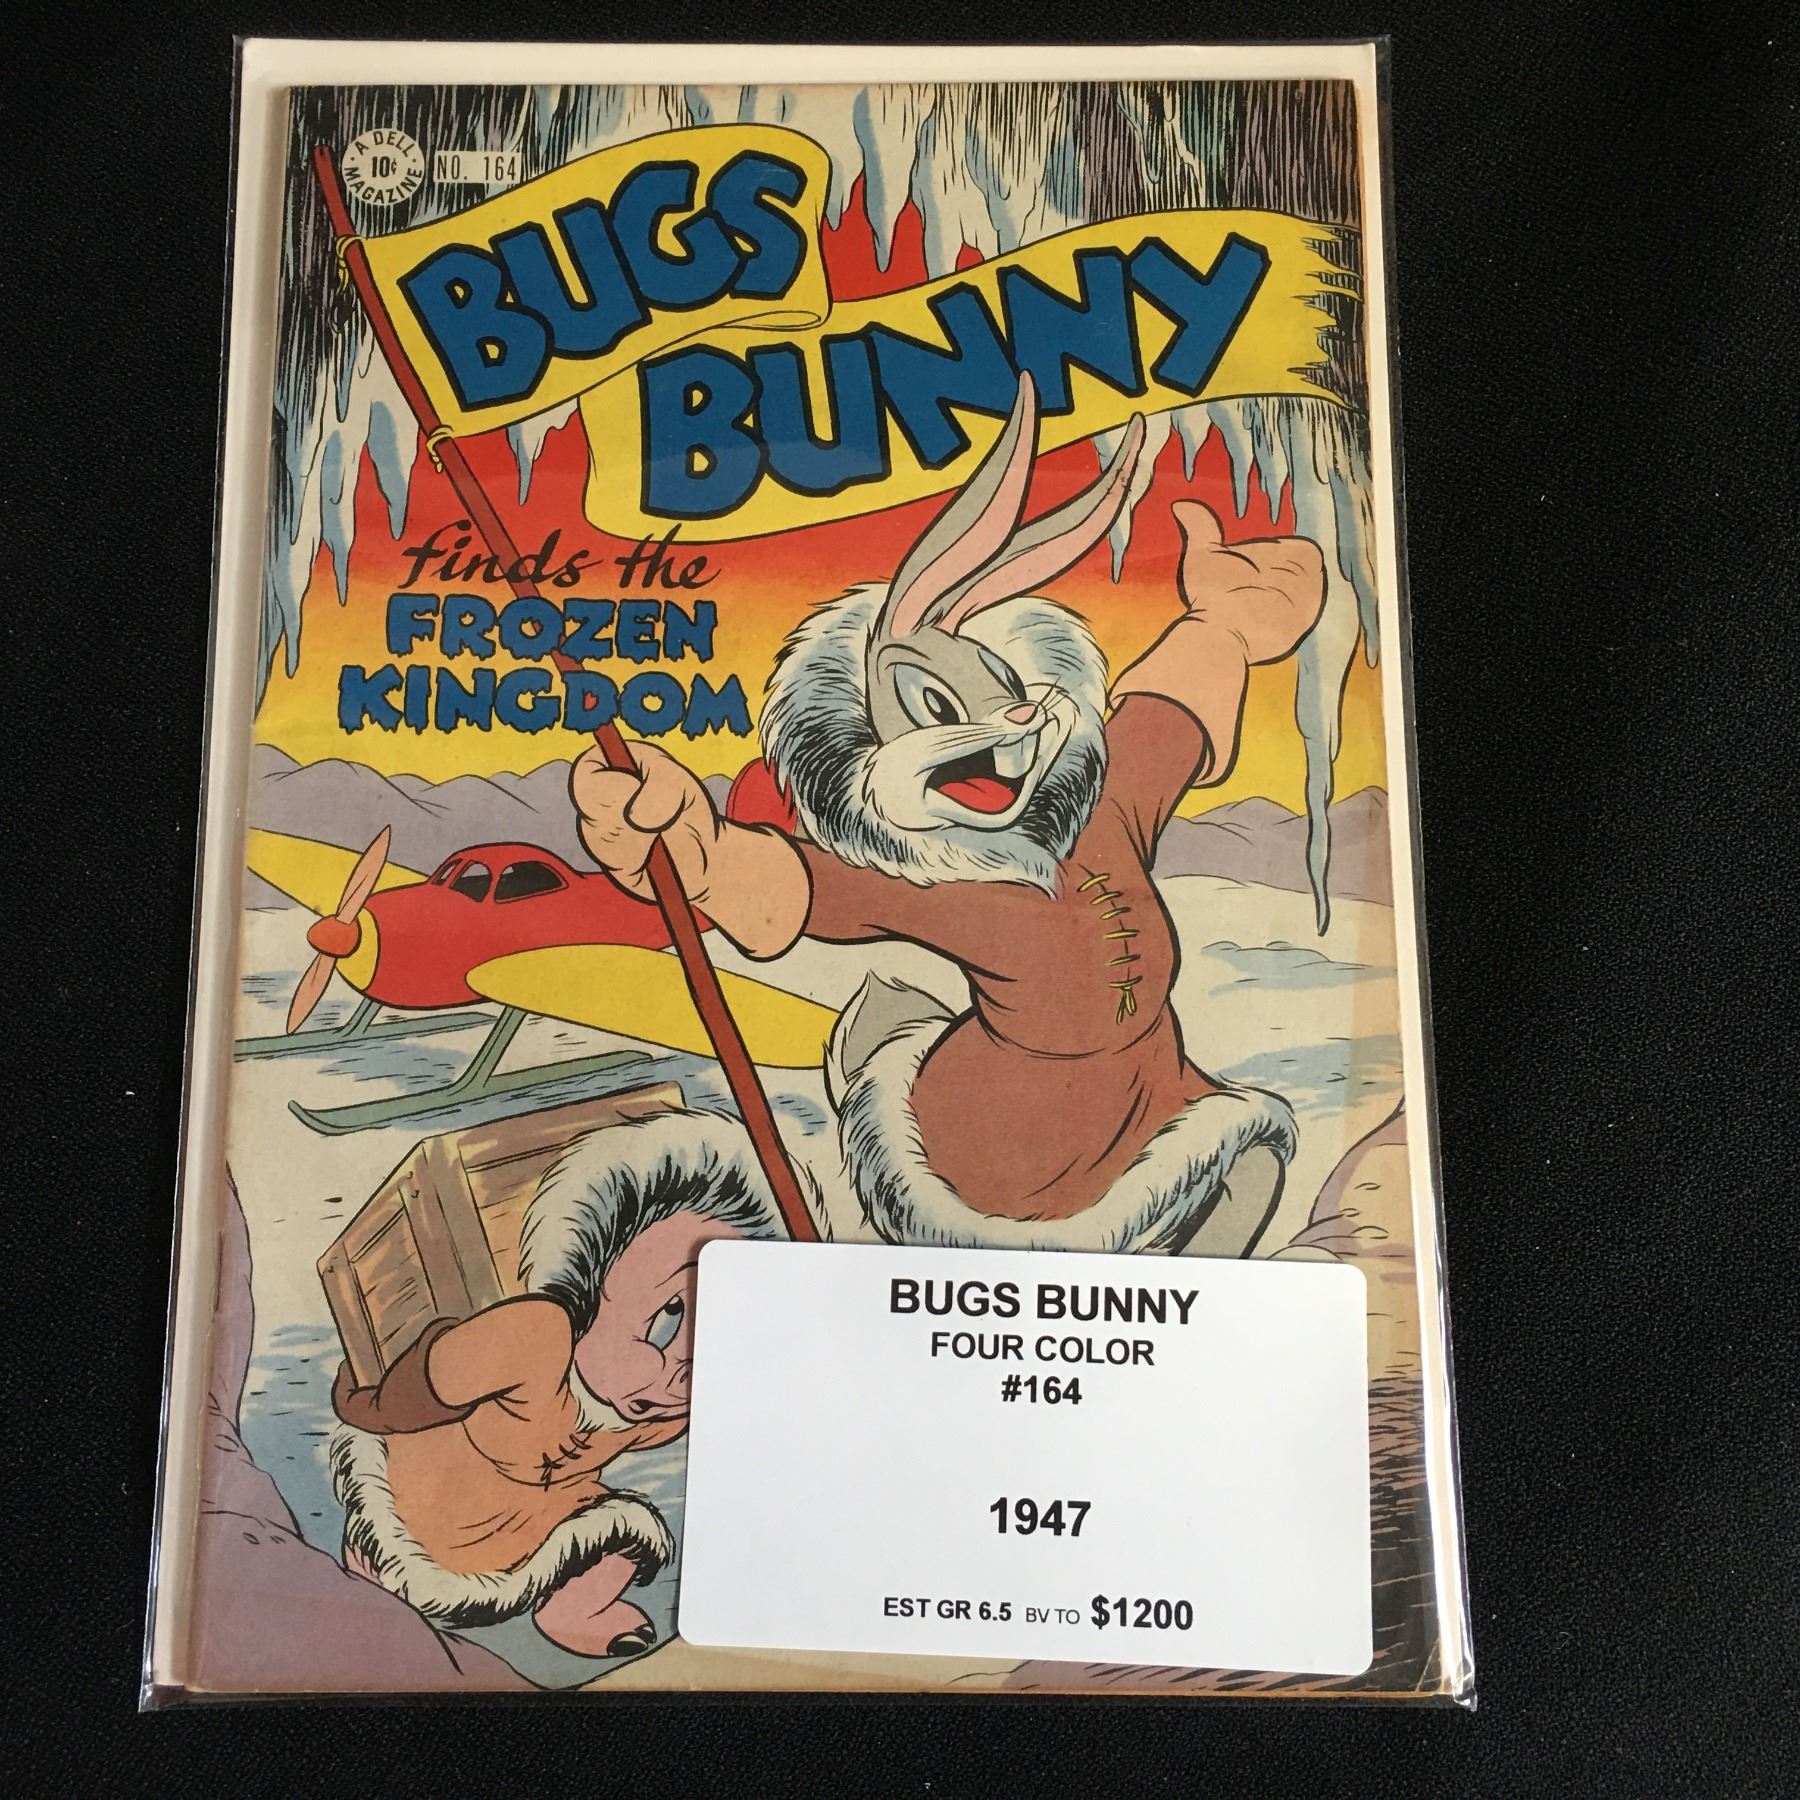 A DELL
10¢
MAGAZINE
NO. 164
BUGS
BUNNY
finds the
FROZEN
KINGDOM
BUGS BUNNY
FOUR COLOR
#164
1947
EST GR 6.5 BV TO $1200